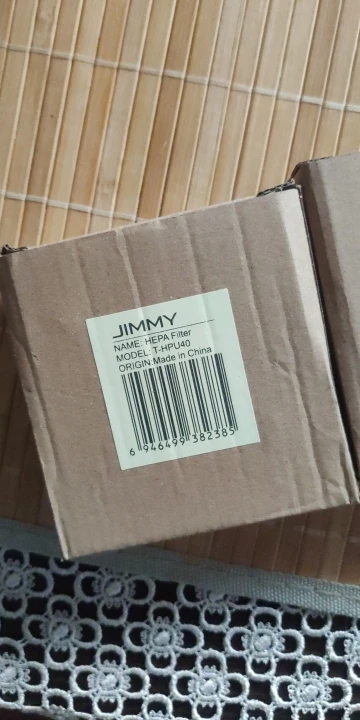 JIMMY
NAME: HEPA Filter
MODEL: T-HPU40
ORIGIN:Made in China
6 946499 382385